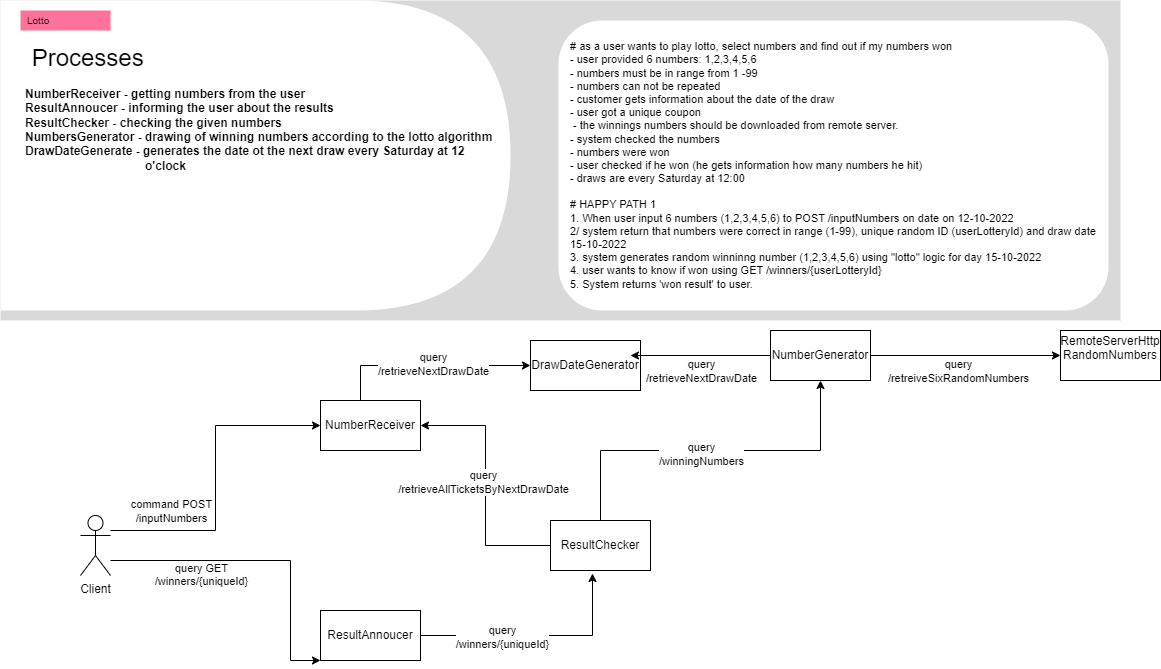 Lotto
Processes
NumberReceiver - getting numbers from the user
ResultAnnoucer - informing the user about the results
ResultChecker - checking the given numbers
NumbersGenerator - drawing of winning numbers according to the lotto algorithm
DrawDateGenerate - generates the date ot the next draw every Saturday at 12
o'clock
# as a user wants to play lotto, select numbers and find out if my numbers won
- user provided 6 numbers: 1,2,3,4,5,6
- numbers must be in range from 1 -99
- numbers can not be repeated
- customer gets information about the date of the draw
- user got a unique coupon
- the winnings numbers should be downloaded from remote server.
- system checked the numbers
- numbers were won
- user checked if he won (he gets information how many numbers he hit)
- draws are every Saturday at 12:00
# HAPPY PATH 1
1. When user input 6 numbers (1,2,3,4,5,6) to POST /inputNumbers on date on 12-10-2022
2/ system return that numbers were correct in range (1-99), unique random ID (userLotteryId) and draw date
15-10-2022
3. system generates random winninng number (1,2,3,4,5,6) using "lotto" logic for day 15-10-2022
4. user wants to know if won using GET /winners/{userLotteryId}
5. System returns 'won result' to user.
query
/retrieveNextDrawDate
DrawDateGenerator
query
/retrieveNextDrawDate
NumberGenerator
query
/retreiveSixRandomNumbers
RemoteServerHttp
RandomNumbers
NumberReceiver
query
/winningNumbers
query
/retrieveAllTicketsByNextDrawDate
command POST
/inputNumbers
ResultChecker
query GET
/winners/{uniqueId}
Client
ResultAnnoucer
query
/winners/{uniqueId}